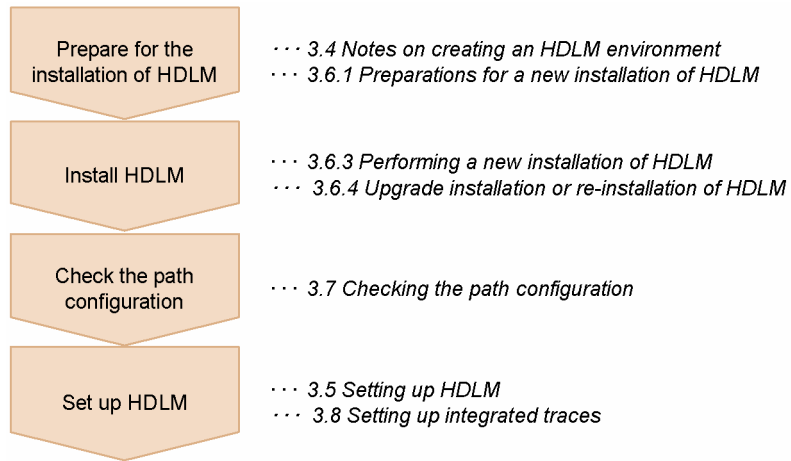 Prepare for the
installation of HDLM
··· 3.4 Notes on creating an HDLM environment
··· 3.6.1 Preparations for a new installation of HDLM
Install HDLM
··· 3.6.3 Performing a new installation of HDLM
··· 3.6.4 Upgrade installation or re-installation of HDLM
Check the path
configuration
··· 3.7 Checking the path configuration
Set up HDLM
··· 3.5 Setting up HDLM
··· 3.8 Setting up integrated traces